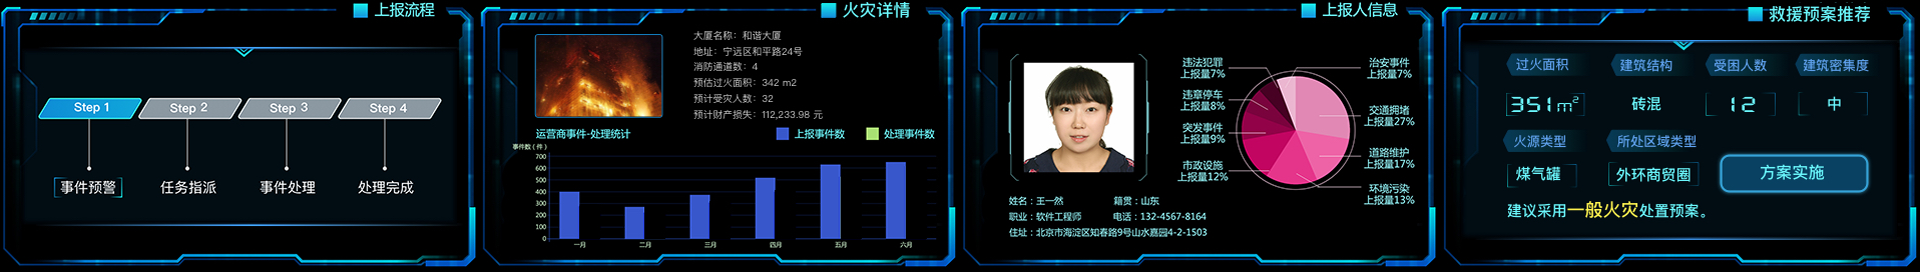 上报流程
Step 1
Step 2
Step 3
Step 4
事件预警
任务指派
事件处理
处理完成
火灾详情
大厦名称：和谐大厦
地址：宁远区和平路24号
消防通道数：4
预估过火面积：342 m2
预计受灾人数：32
预计财产损失：112,233.98 元
运营商事件-处理统计
上报事件数
处理事件数
事件数（件）
700
600
500
400
300
200
100
0
一月
二月
三月
四月
五月
六月
上报人信息
违法犯罪
上报量7%
治安事件
上报量7%
违章停车
上报量8%
交通拥堵
上报量27%
突发事件
上报量9%
道路维护
上报量17%
市政设施
上报量12%
环境污染
上报量13%
姓名：王一然
籍贯：山东
职业：软件工程师
电话：132-4567-8164
住址：北京市海淀区知春路9号山水嘉园4-2-1503
救援预案推荐
过火面积
建筑结构
受困人数
建筑密集度
351m²
砖混
12
中
火源类型
所处区域类型
煤气罐
外环商贸圈
方案实施
建议采用一般火灾处置预案。